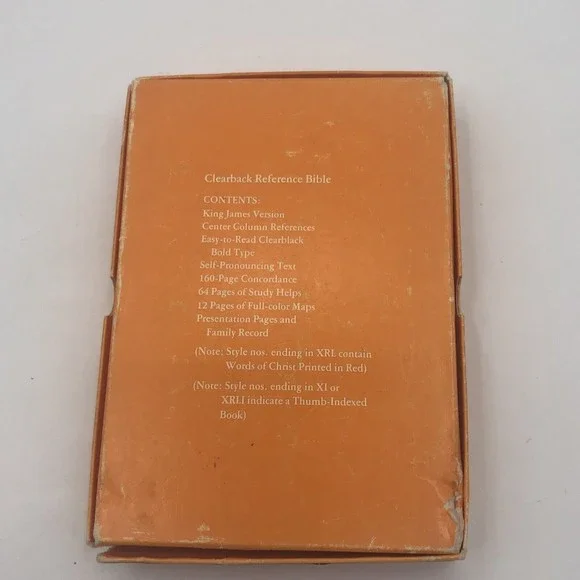 Clearback Reference Bible
CONTENTS:
King James Version
Center Column References
Easy-to-Read Clearblack
Bold Type
Self-Pronouncing Text
160-Page Concordance
64 Pages of Study Helps
12 Pages of Full-color Maps
Presentation Pages and
Family Record
(Note: Style nos. ending in XRL contain
Words of Christ Printed in Red)
(Note: Style nos. ending in XI or
XRLI indicate a Thumb-Indexed
Book)